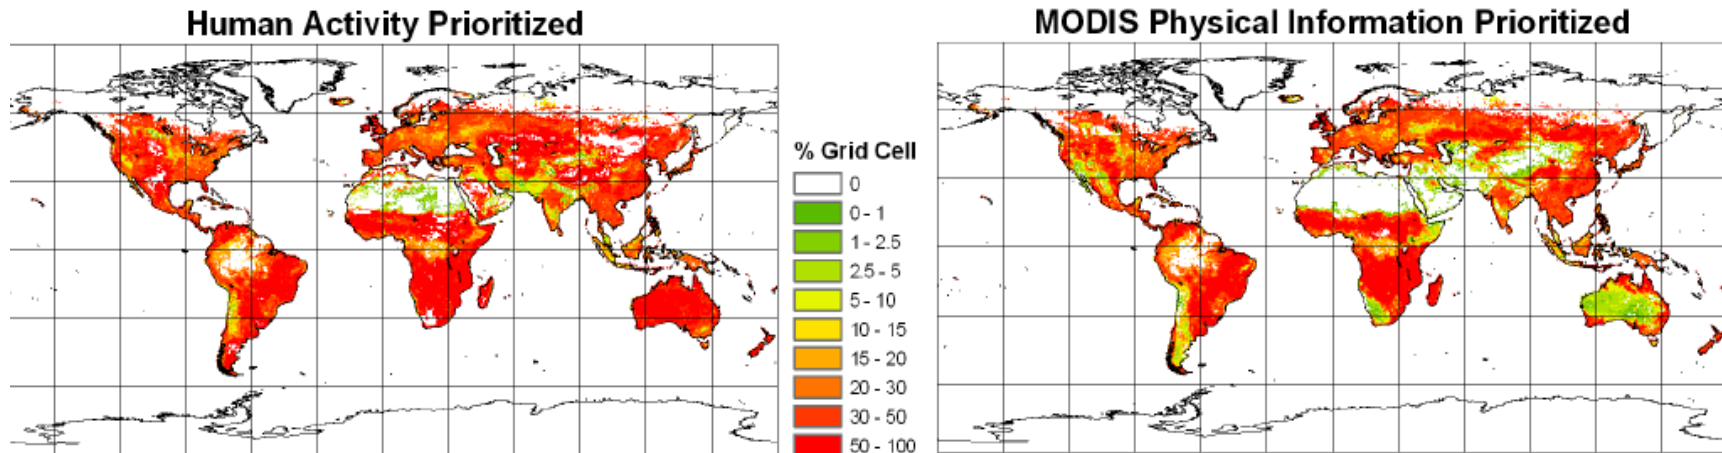 Human Activity Prioritized
MODIS Physical Information Prioritized
% Grid Cell
0
0 - 1
1 - 2.5
2.5 - 5
5 - 10
10 - 15
15 - 20
20 - 30
30 - 50
50 - 100